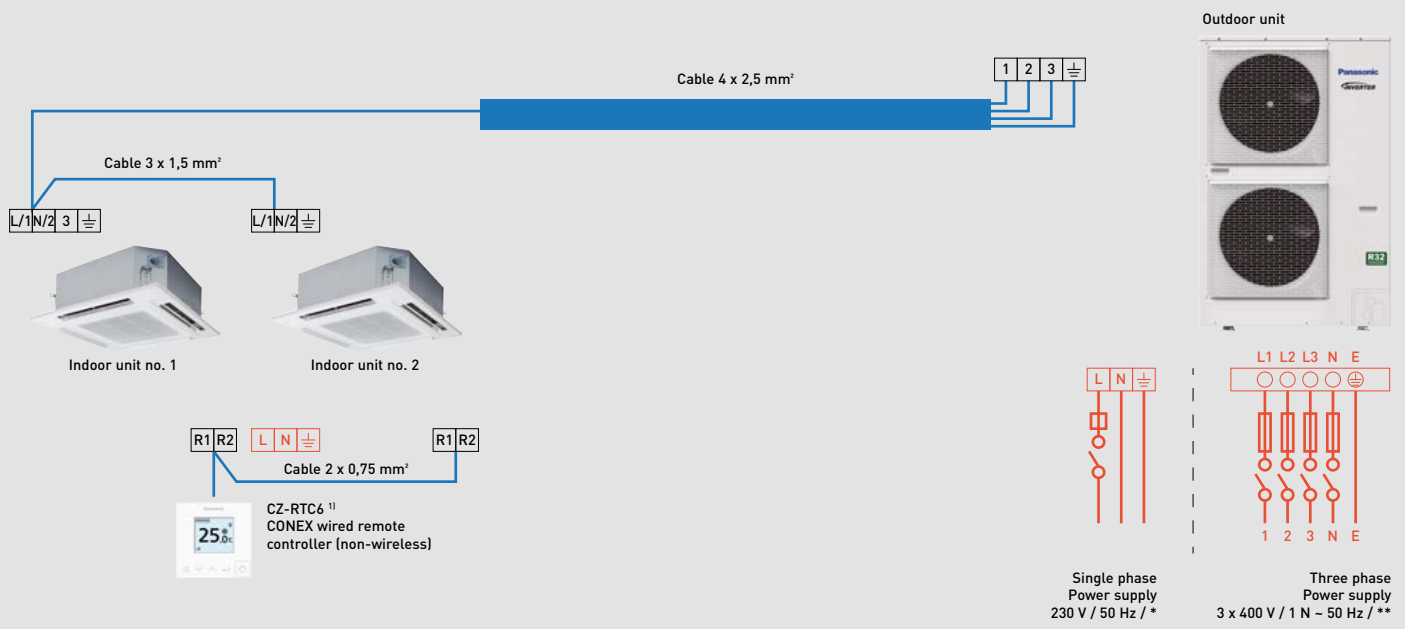 Outdoor unit
Cable 4 x 2,5 mm²
1 2 3
Panasonic
INVERTER
Cable 3 x 1,5 mm²
L/1 N/2 3
L/1 N/2
R32
Indoor unit no. 1
Indoor unit no. 2
L1 L2 L3 N E
L N
R1 R2
L N
R1 R2
Cable 2 x 0,75 mm²
CZ-RTC6 ¹⁾
CONEX wired remote
controller (non-wireless)
25.0c
1 2 3 N E
Single phase
Power supply
230 V / 50 Hz / *
Three phase
Power supply
3 x 400 V / 1 N ~ 50 Hz / **